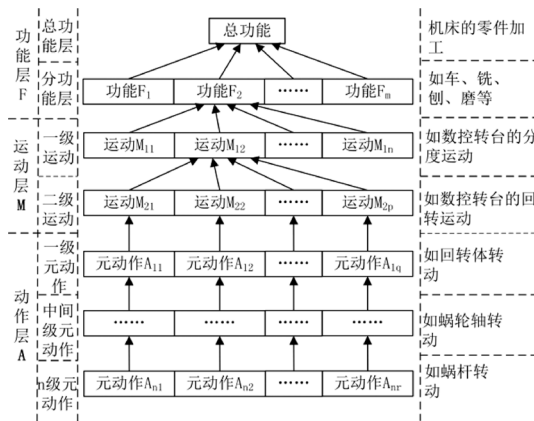 功能层F
总功能层
总功能
机床的零件加工
分功能层
功能F₁ 功能F₂ …… 功能Fₘ
如车、铣、刨、磨等
运动层M
一级运动
运动M₁₁ 运动M₁₂ …… 运动M₁ₙ
如数控转台的分度运动
二级运动
运动M₂₁ 运动M₂₂ …… 运动M₂ₚ
如数控转台的回转运动
动作层A
一级元动作
元动作A₁₁ 元动作A₁₂ …… 元动作A₁q
如回转体转动
中间级元动作
…… …… …… ……
如蜗轮轴转动
n级元动作
元动作Aₙ₁ 元动作Aₙ₂ …… 元动作Aₙᵣ
如蜗杆转动